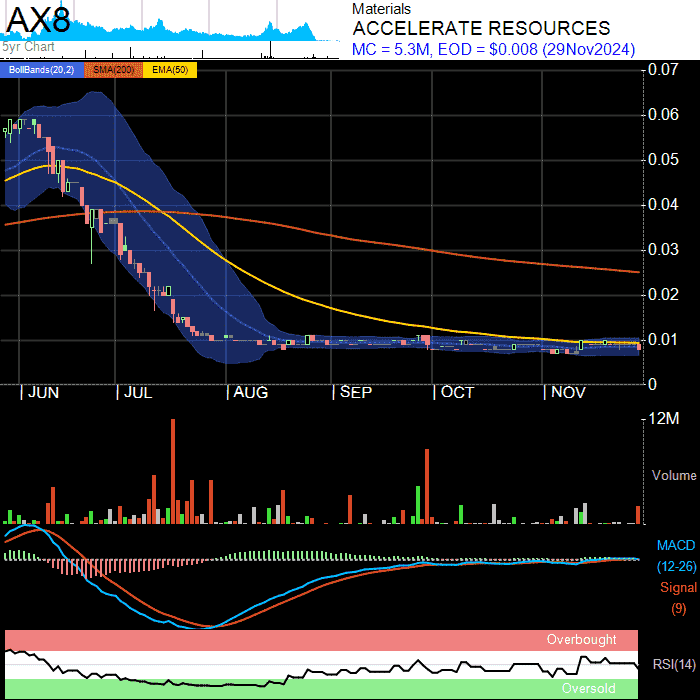 AX8
5yr Chart
Materials
ACCELERATE RESOURCES
MC = 5.3M, EOD = $0.008 (29Nov2024)
BollBands(20,2) SMA(200) EMA(50)
0.07
0.06
0.05
0.04
0.03
0.02
0.01
0
JUN JUL AUG SEP OCT NOV
12M
Volume
MACD
(12-26)
Signal
(9)
Overbought
RSI(14)
Oversold